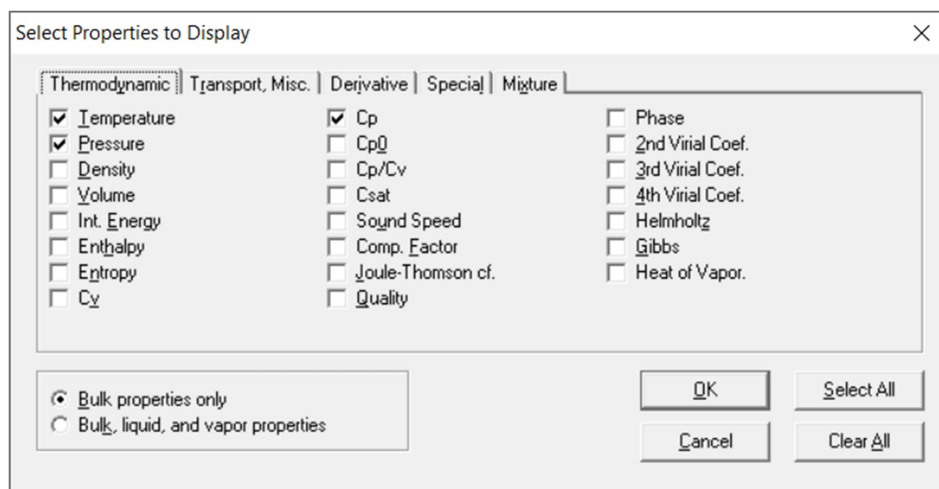 Select Properties to Display
Thermodynamic Transport, Misc. Derivative Special Mixture
Temperature Cp Phase
Pressure Cp0 2nd Virial Coef.
Density Cp/Cv 3rd Virial Coef.
Volume Csat 4th Virial Coef.
Int. Energy Sound Speed Helmholtz
Enthalpy Comp. Factor Gibbs
Entropy Joule-Thomson cf. Heat of Vapor.
Cv Quality
Bulk properties only
Bulk, liquid, and vapor properties
OK Select All
Cancel Clear All